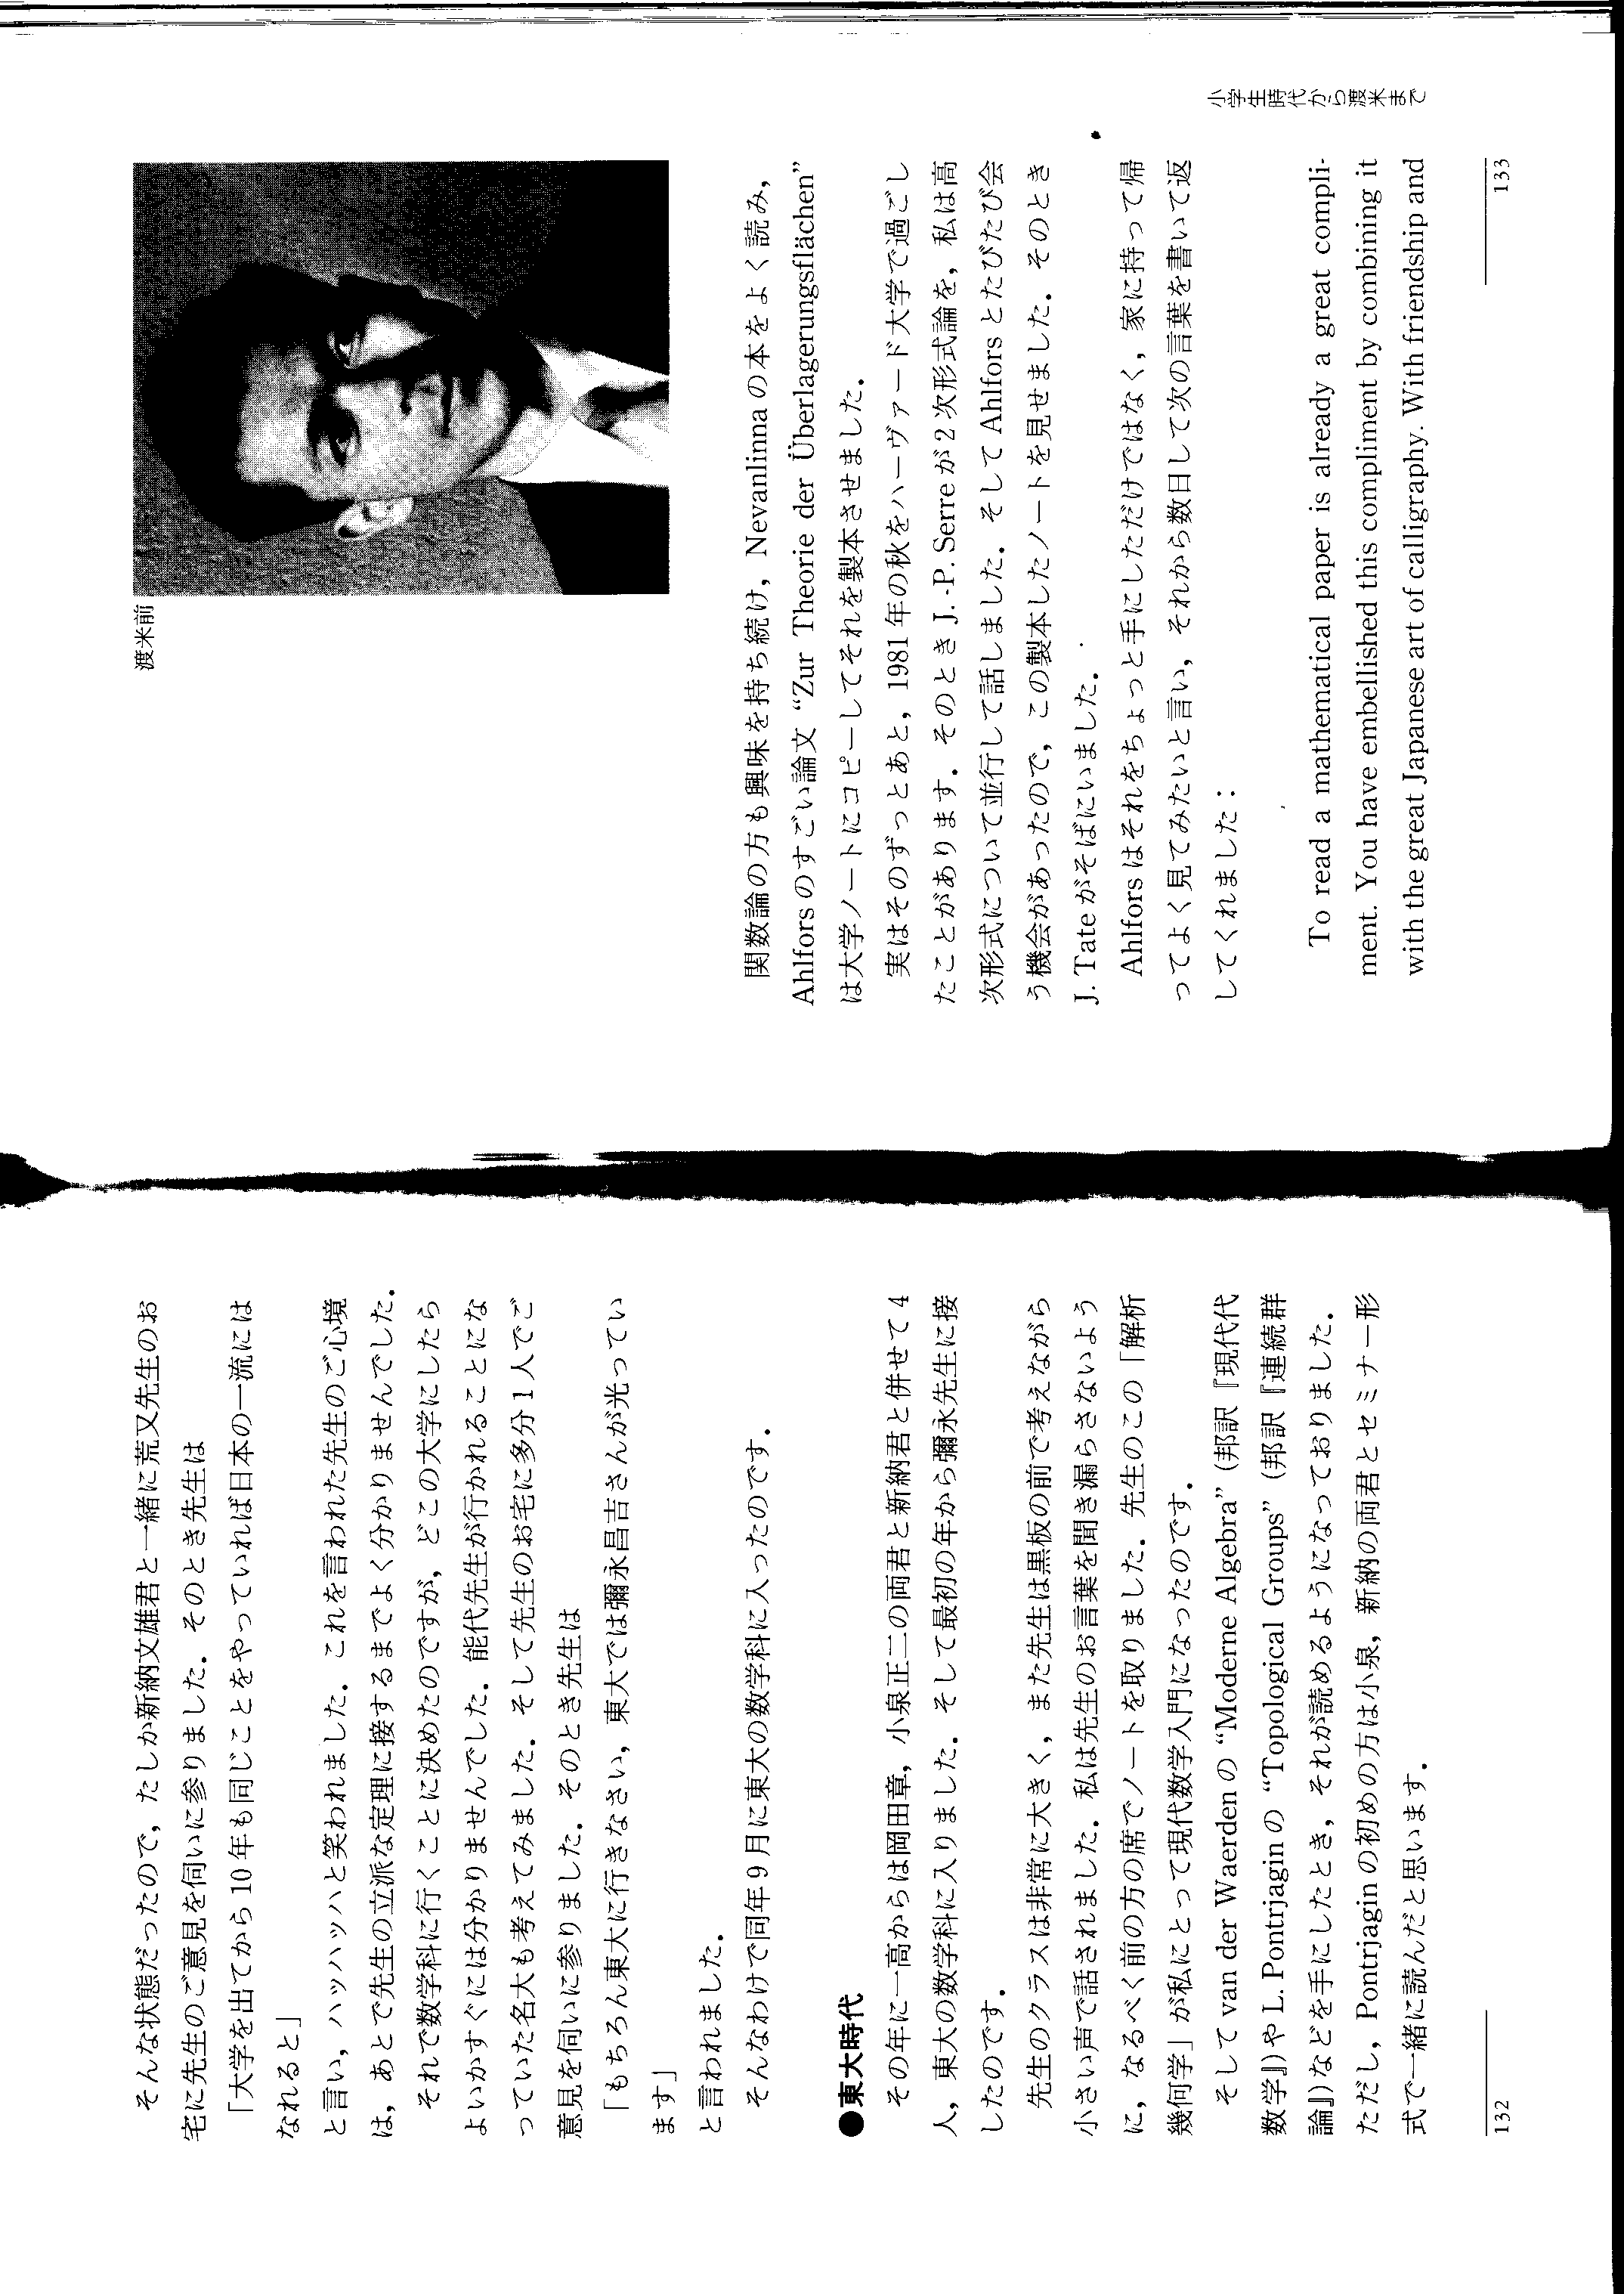 そんな状態だったので，たしか新納文雄君と一緒に荒又先生のお
宅に先生のご意見を伺いに参りました．そのとき先生は
「大学を出てから10年も同じことをやっていれば日本の一流には
なれると」
と言い，ハッハッハと笑われました．これを言われた先生のご心境
は，あとで先生の立派な定理に接するまでよく分かりませんでした．
それで数学科に行くことに決めたのですが，どこの大学にしたら
よいかすぐには分かりませんでした．能代先生が行かれることにな
っていた名大も考えてみました．そして先生のお宅に多分1人でご
意見を伺いに参りました．そのとき先生は
「もちろん東大に行きなさい，東大では彌永昌吉さんが光ってい
ます」
と言われました．
そんなわけで同年9月に東大の数学科に入ったのです．
●東大時代
その年に一高からは岡田章，小泉正二の両君と新納君と併せて4
人，東大の数学科に入りました．そして最初の年から彌永先生に接
したのです．
先生のクラスは非常に大きく，また先生は黒板の前で考えながら
小さい声で話されました．私は先生のお言葉を聞き漏らさないよう
に，なるべく前の方の席でノートを取りました．先生のこの「解析
幾何学」が私にとって現代数学入門になったのです．
そして van der Waerden の “Moderne Algebra”（邦訳『現代代
数学』）や L. Pontrjagin の “Topological Groups”（邦訳『連続群
論』）などを手にしたとき，それが読めるようになっておりました．
ただし，Pontrjagin の初めの方は小泉，新納の両君とセミナー形
式で一緒に読んだと思います．
132
渡米前
関数論の方も興味を持ち続け，Nevanlinna の本をよく読み，
Ahlfors のすごい論文 “Zur Theorie der Überlagerungsflächen”
は大学ノートにコピーしてそれを製本させました．
実はそのずっとあと，1981年の秋をハーヴァード大学で過ごし
たことがあります．そのとき J. -P. Serre が2次形式論を，私は高
次形式について並行して話しました．そして Ahlfors とたびたび会
う機会があったので，この製本したノートを見せました．そのとき
J. Tate がそばにいました．
Ahlfors はそれをちょっと手にしただけではなく，家に持って帰
ってよく見てみたいと言い，それから数日して次の言葉を書いて返
してくれました：
To read a mathematical paper is already a great compli-
ment. You have embellished this compliment by combining it
with the great Japanese art of calligraphy. With friendship and
小学生時代から渡米まで
133